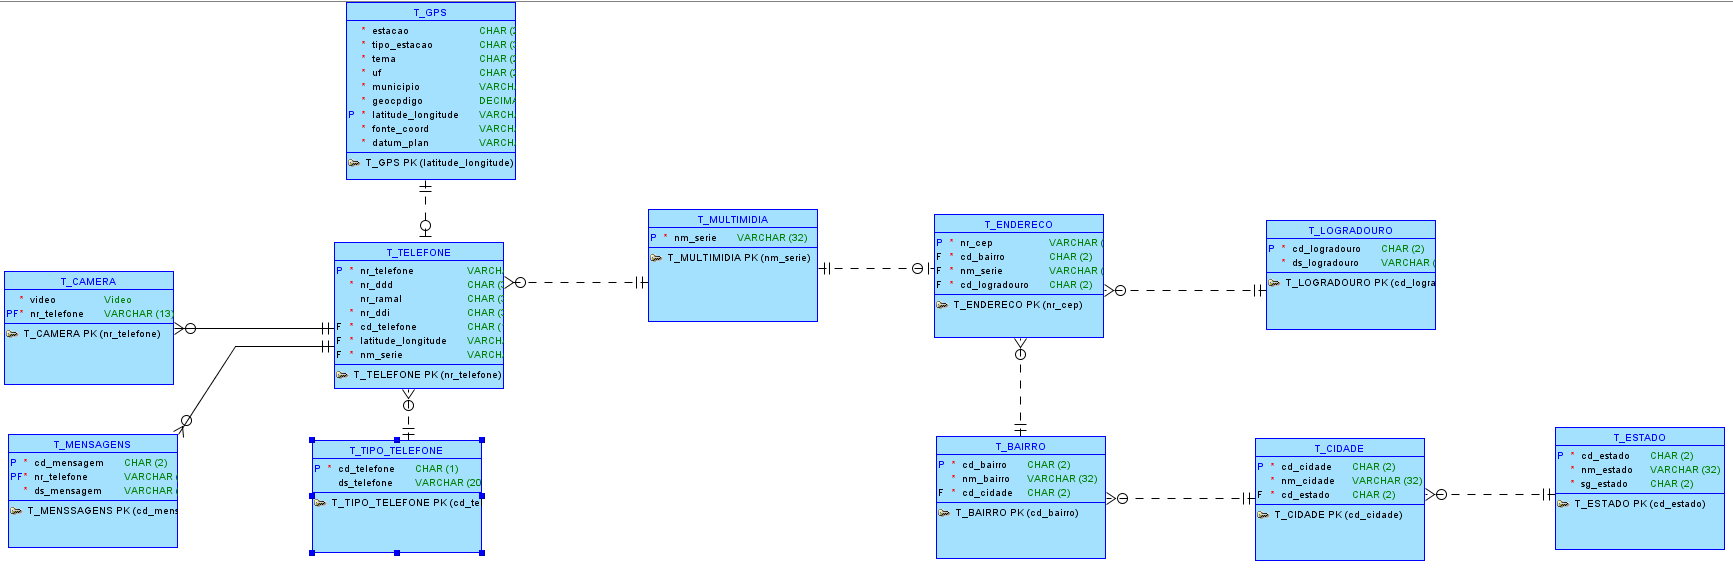 T_GPS
* estacao CHAR (2
* tipo_estacao CHAR (
* tema CHAR (2
* uf CHAR (2
* municipio VARCH
* geocpdigo DECIMA
P * latitude_longitude VARCH
* fonte_coord VARCH
* datum_plan VARCH
T_GPS PK (latitude_longitude)
T_TELEFONE
P * nr_telefone VARCH
* nr_ddd CHAR (
nr_ramal CHAR (
* nr_ddi CHAR (
F * cd_telefone CHAR (
F * latitude_longitude VARCH
F * nm_serie VARCH
T_TELEFONE PK (nr_telefone)
T_CAMERA
* video Video
PF* nr_telefone VARCHAR (13)
T_CAMERA PK (nr_telefone)
T_MENSAGENS
P * cd_mensagem CHAR (2)
PF* nr_telefone VARCHAR (
* ds_mensagem VARCHAR (
T_MENSSAGENS PK (cd_mens
T_TIPO_TELEFONE
P * cd_telefone CHAR (1)
ds_telefone VARCHAR (20
T_TIPO_TELEFONE PK (cd_te
T_MULTIMIDIA
P * nm_serie VARCHAR (32)
T_MULTIMIDIA PK (nm_serie)
T_ENDERECO
P * nr_cep VARCHAR (
F * cd_bairro CHAR (2)
F * nm_serie VARCHAR (
F * cd_logradouro CHAR (2)
T_ENDERECO PK (nr_cep)
T_LOGRADOURO
P * cd_logradouro CHAR (2)
* ds_logradouro VARCHAR (
T_LOGRADOURO PK (cd_logra
T_BAIRRO
P * cd_bairro CHAR (2)
* nm_bairro VARCHAR (32)
F * cd_cidade CHAR (2)
T_BAIRRO PK (cd_bairro)
T_CIDADE
P * cd_cidade CHAR (2)
* nm_cidade VARCHAR (32)
F * cd_estado CHAR (2)
T_CIDADE PK (cd_cidade)
T_ESTADO
P * cd_estado CHAR (2)
* nm_estado VARCHAR (32)
* sg_estado CHAR (2)
T_ESTADO PK (cd_estado)